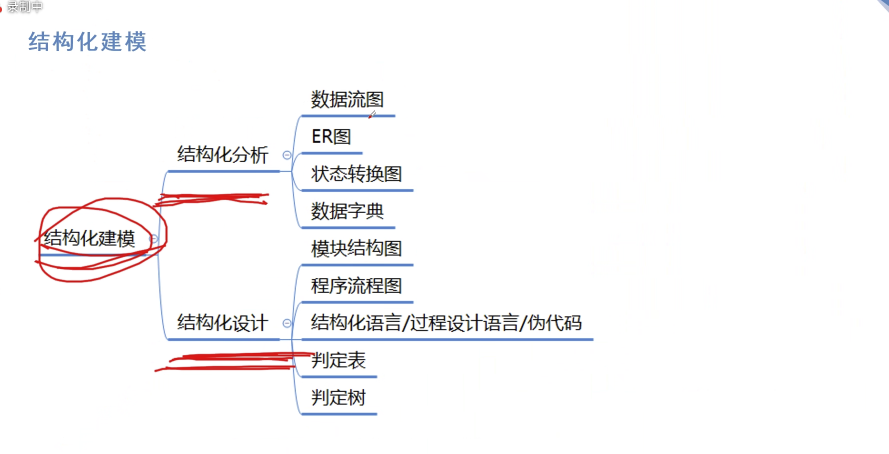 录制中
结构化建模
数据流图
ER图
结构化分析
状态转换图
数据字典
结构化建模
模块结构图
程序流程图
结构化设计
结构化语言/过程设计语言/伪代码
判定表
判定树